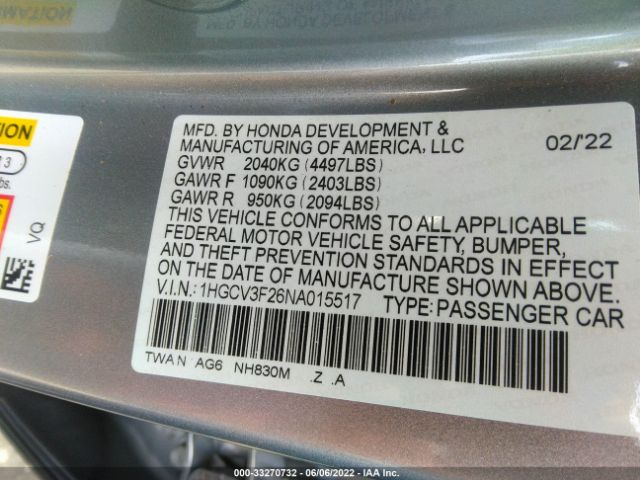 MFD. BY HONDA DEVELOPMENT &
MANUFACTURING OF AMERICA, LLC 02/'22
GVWR 2040KG (4497LBS)
GAWR F 1090KG (2403LBS)
GAWR R 950KG (2094LBS)
THIS VEHICLE CONFORMS TO ALL APPLICABLE
FEDERAL MOTOR VEHICLE SAFETY, BUMPER,
AND THEFT PREVENTION STANDARDS IN EFFECT
ON THE DATE OF MANUFACTURE SHOWN ABOVE.
V.I.N.: 1HGCV3F26NA015517 TYPE:PASSENGER CAR
TWA N AG6 NH830M .Z .A
TION
3
bs.
VQ
000-33270732 - 06/06/2022 - IAA Inc.